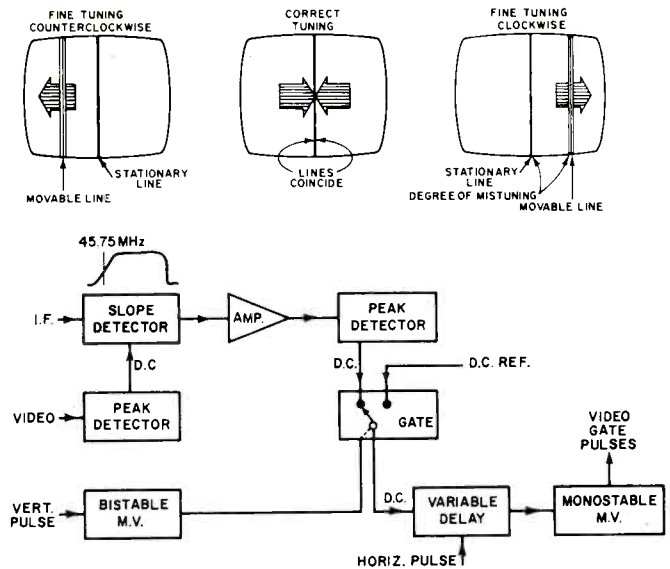 FINE TUNING
COUNTERCLOCKWISE
CORRECT
TUNING
FINE TUNING
CLOCKWISE
STATIONARY
LINE
MOVABLE LINE
LINES
COINCIDE
STATIONARY
LINE
DEGREE OF MISTUNING
MOVABLE LINE
45.75 MHz
I.F.
SLOPE
DETECTOR
AMP.
PEAK
DETECTOR
D.C
D.C.
D.C. REF.
VIDEO
PEAK
DETECTOR
GATE
VIDEO
GATE
PULSES
VERT.
PULSE
BISTABLE
M.V.
D.C.
VARIABLE
DELAY
MONOSTABLE
M.V.
HORIZ. PULSE